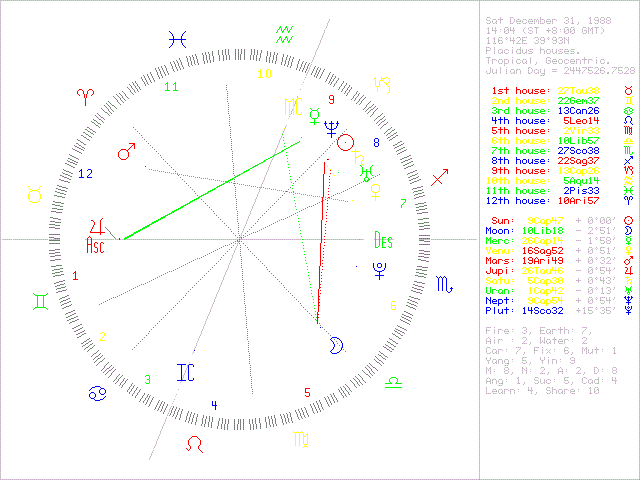 10
11
MC
9
8
12
Asc
Des
7
1
6
2
3
IC
4
5
Sat December 31, 1988
14:04 (ST +8:00 GMT)
116°42E 39°93N
Placidus houses.
Tropical, Geocentric.
Julian Day = 2447526.7528
1st house: 27Tau38
2nd house: 22Gem37
3rd house: 13Can26
4th house: 5Leo14
5th house: 2Vir33
6th house: 10Lib57
7th house: 27Sco38
8th house: 22Sag37
9th house: 13Cap26
10th house: 5Aqu14
11th house: 2Pis33
12th house: 10Ari57
Sun: 9Cap47 + 0°00'
Moon: 10Lib18 - 2°51'
Merc: 28Cap14 - 1°58'
Venu: 16Sag52 + 0°51'
Mars: 19Ari49 + 0°32'
Jupi: 26Tau46 - 0°54'
Satu: 5Cap38 + 0°43'
Uran: 1Cap42 - 0°13'
Nept: 9Cap54 + 0°54'
Plut: 14Sco32 +15°35'
Fire: 3, Earth: 7,
Air : 2, Water: 2
Car: 7, Fix: 6, Mut: 1
Yang: 5, Yin: 9
M: 8, N: 2, A: 2, D: 8
Ang: 1, Suc: 5, Cad: 4
Learn: 4, Share: 10